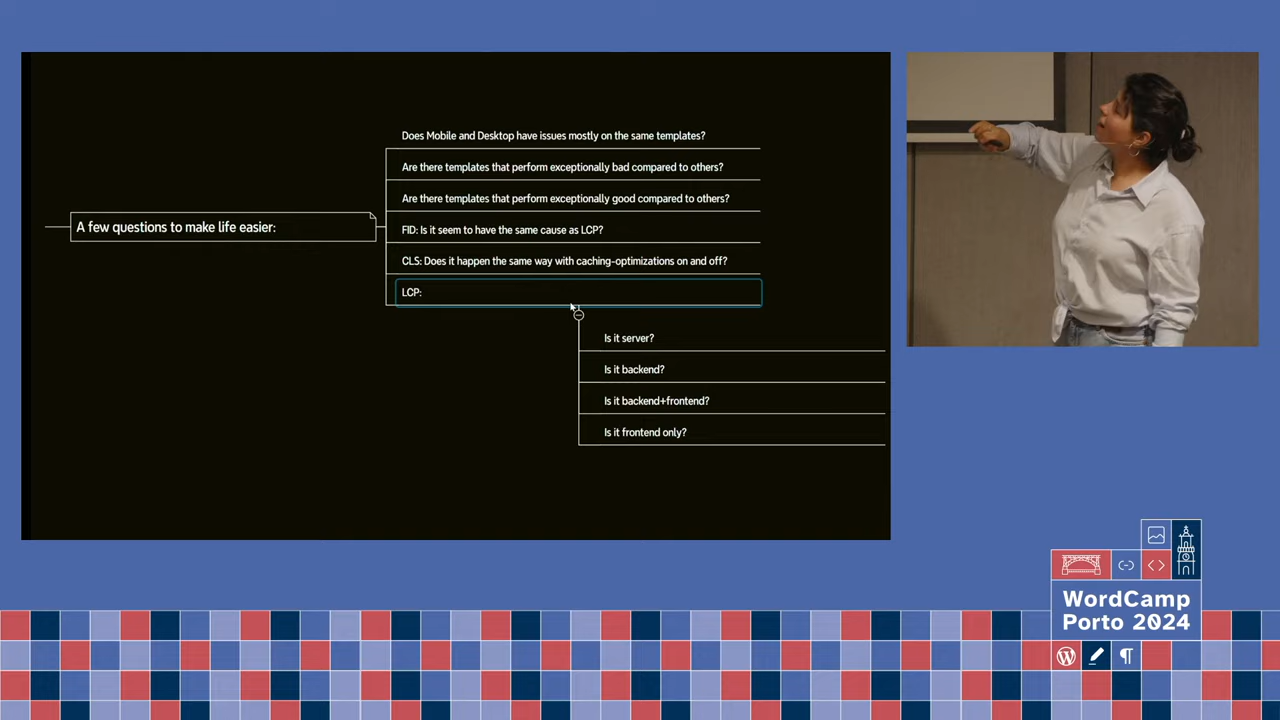 Does Mobile and Desktop have issues mostly on the same templates?
Are there templates that perform exceptionally bad compared to others?
Are there templates that perform exceptionally good compared to others?
A few questions to make life easier:
FID: Is it seem to have the same cause as LCP?
CLS: Does it happen the same way with caching-optimizations on and off?
LCP:
Is it server?
Is it backend?
Is it backend+frontend?
Is it frontend only?
WordCamp
Porto 2024